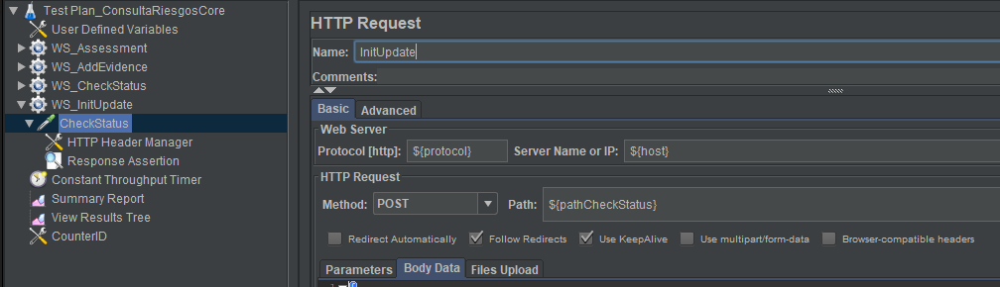 Test Plan_ConsultaRiesgosCore
User Defined Variables
WS_Assessment
WS_AddEvidence
WS_CheckStatus
WS_InitUpdate
CheckStatus
HTTP Header Manager
Response Assertion
Constant Throughput Timer
Summary Report
View Results Tree
CounterID
HTTP Request
Name: InitUpdate
Comments:
Basic Advanced
Web Server
Protocol [http]: ${protocol} Server Name or IP: ${host}
HTTP Request
Method: POST Path: ${pathCheckStatus}
Redirect Automatically Follow Redirects Use KeepAlive Use multipart/form-data Browser-compatible headers
Parameters Body Data Files Upload